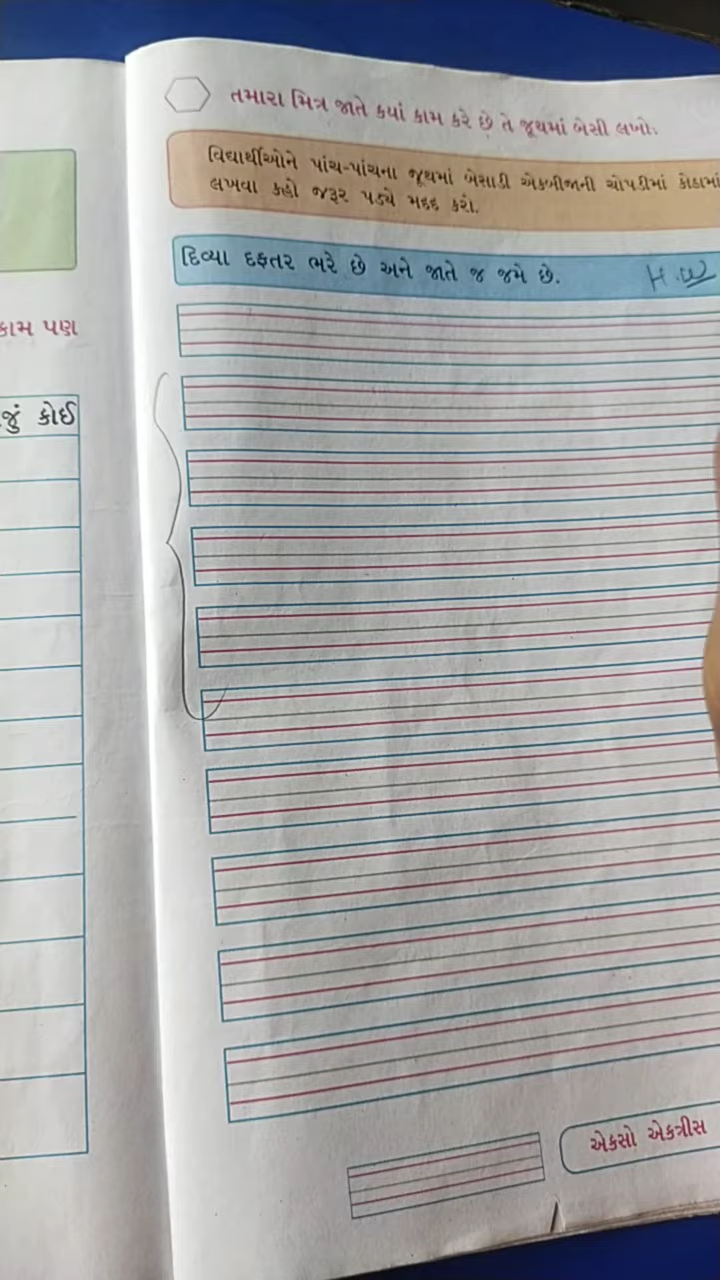 તમારા મિત્ર જાતે કયાં કામ કરે છે તે જૂથમાં બેસી લખો:
વિદ્યાર્થીઓને પાંચ-પાંચના જૂથમાં બેસાડી એકબીજાની ચોપડીમાં કોઠામાં
લખવા કહો જરૂર પડ્યે મદદ કરો.
દિવ્યા દફતર ભરે છે અને જાતે જ જમે છે.
H.W
કામ પણ
જું કોઈ
એકસો એકત્રીસ